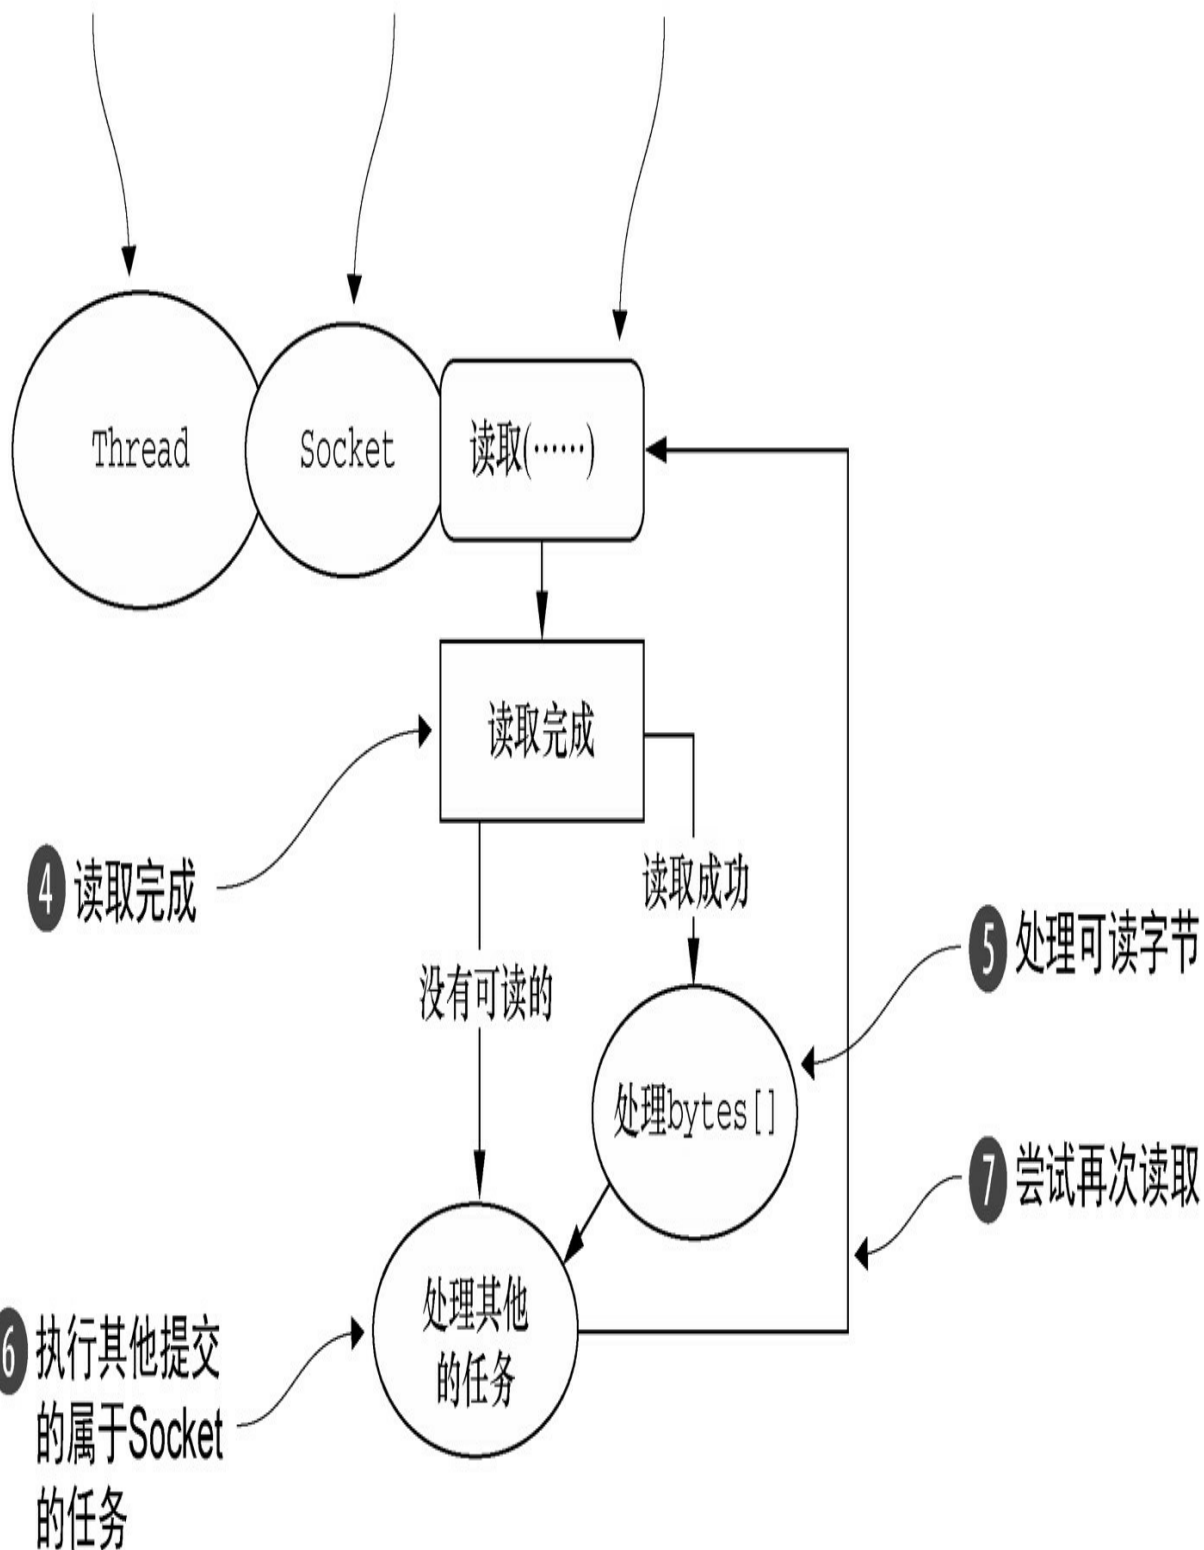 Thread
Socket
读取(……)
读取完成
4 读取完成
读取成功
5 处理可读字节
没有可读的
处理bytes[]
7 尝试再次读取
处理其他
的任务
6 执行其他提交
的属于Socket
的任务